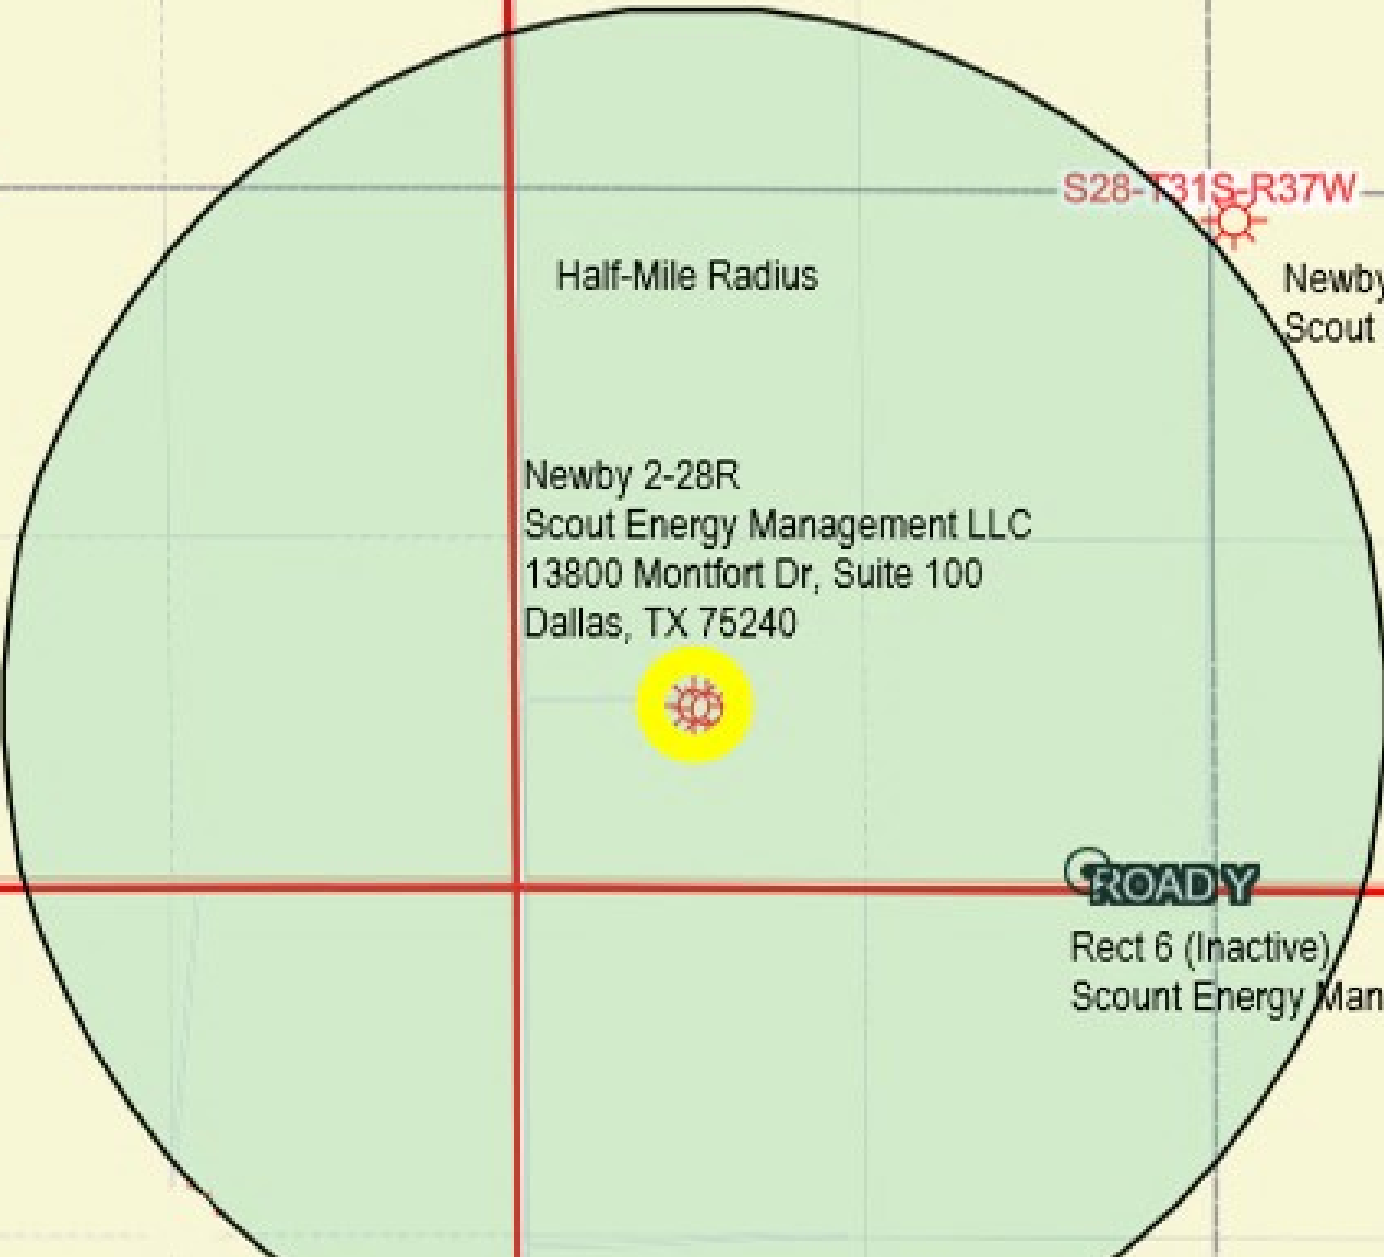 S28-T31S-R37W
Half-Mile Radius
Newby
Scout
Newby 2-28R
Scout Energy Management LLC
13800 Montfort Dr, Suite 100
Dallas, TX 75240
ROAD Y
Rect 6 (Inactive)
Scount Energy Man